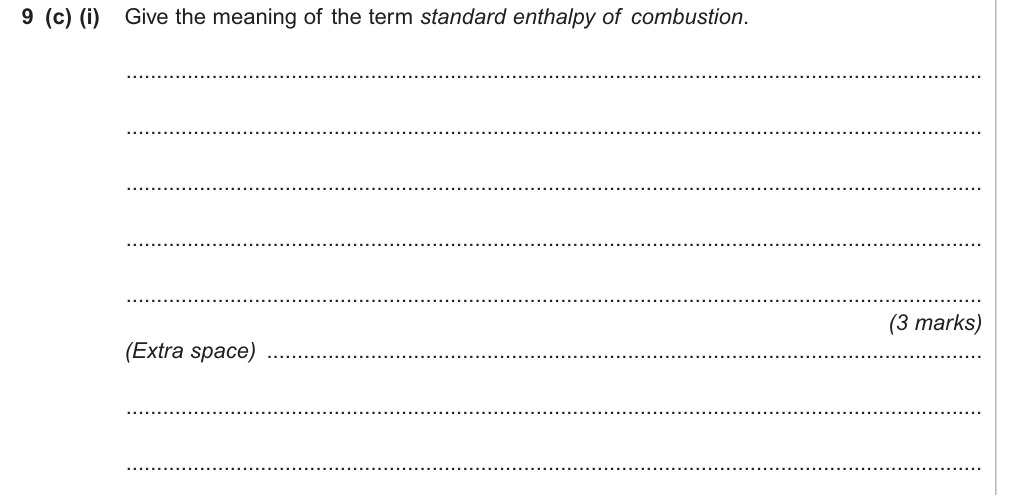 9 (c) (i) Give the meaning of the term standard enthalpy of combustion.
(3 marks)
(Extra space)